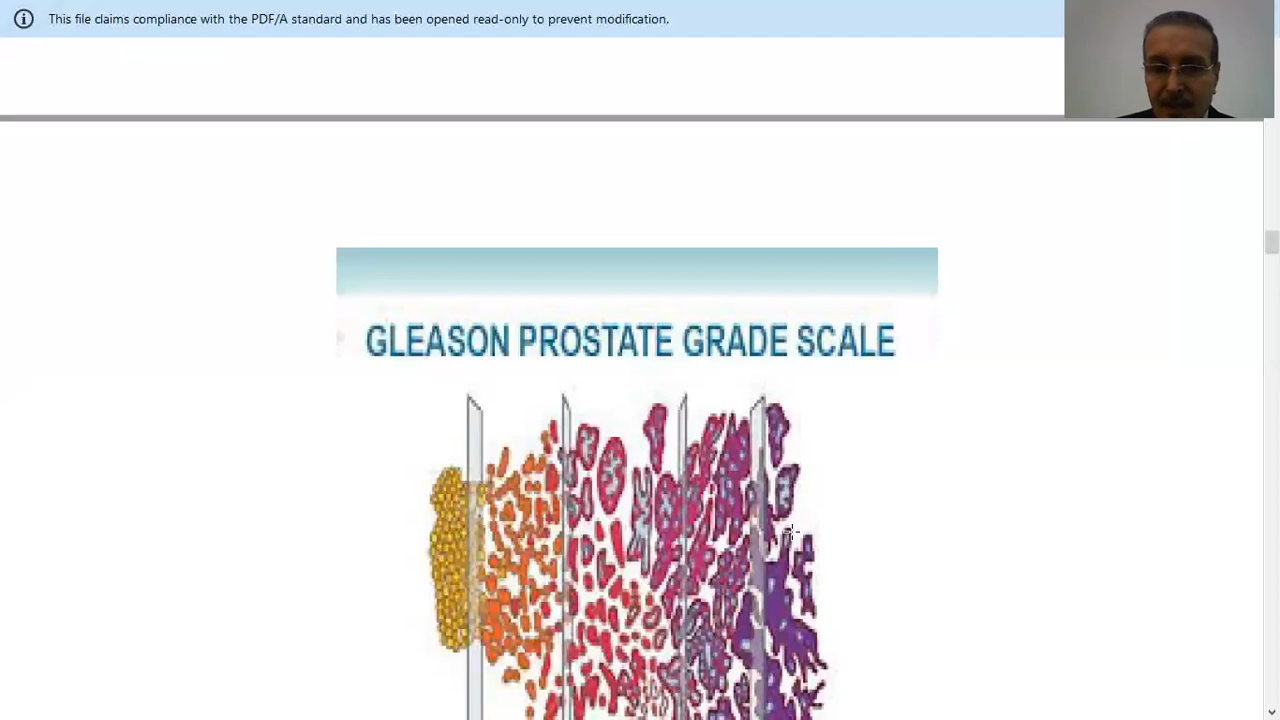 This file claims compliance with the PDF/A standard and has been opened read-only to prevent modification.
GLEASON PROSTATE GRADE SCALE